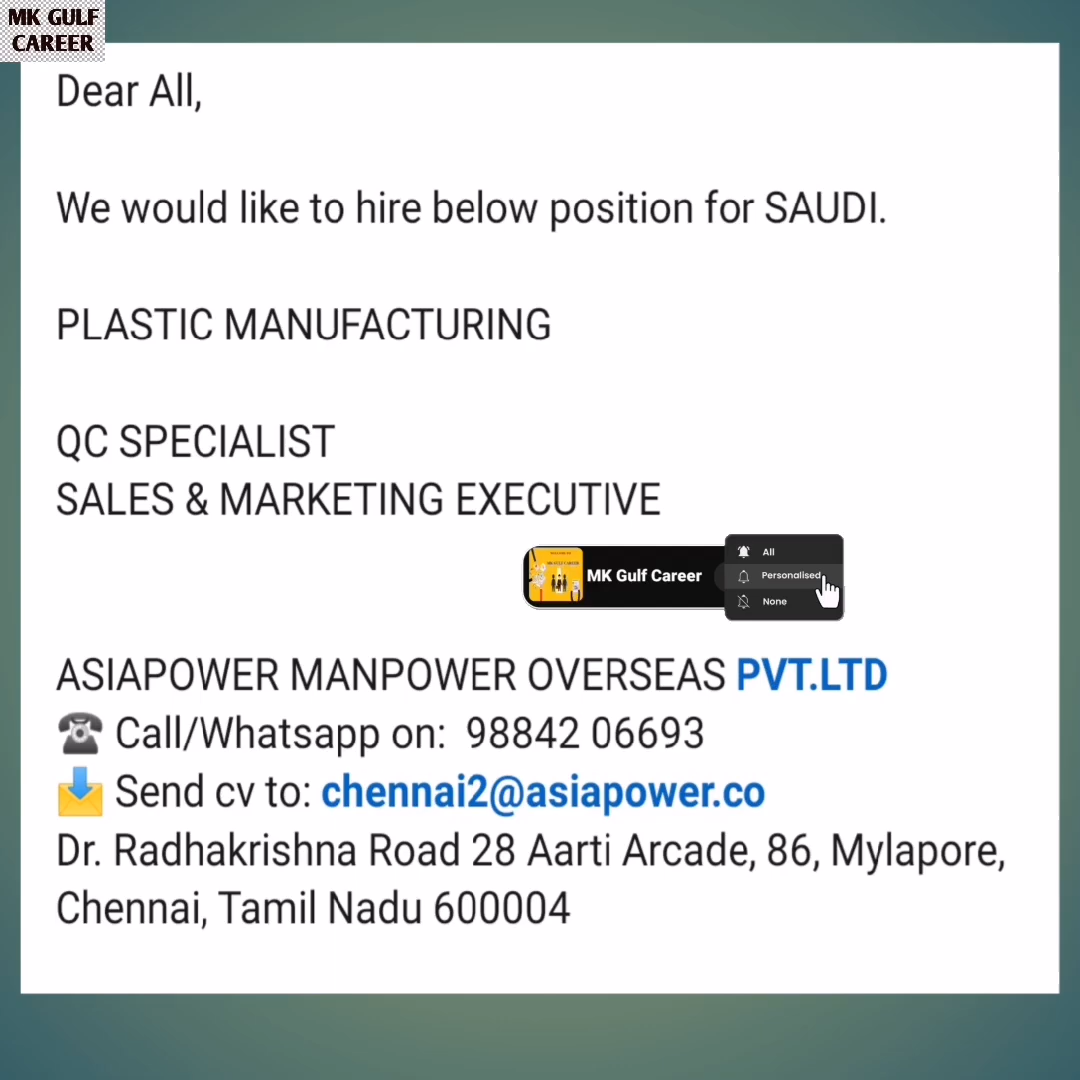 MK GULF
CAREER
Dear All,
We would like to hire below position for SAUDI.
PLASTIC MANUFACTURING
QC SPECIALIST
SALES & MARKETING EXECUTIVE
MK Gulf Career
All
Personalised
None
ASIAPOWER MANPOWER OVERSEAS PVT.LTD
Call/Whatsapp on: 98842 06693
Send cv to: chennai2@asiapower.co
Dr. Radhakrishna Road 28 Aarti Arcade, 86, Mylapore,
Chennai, Tamil Nadu 600004